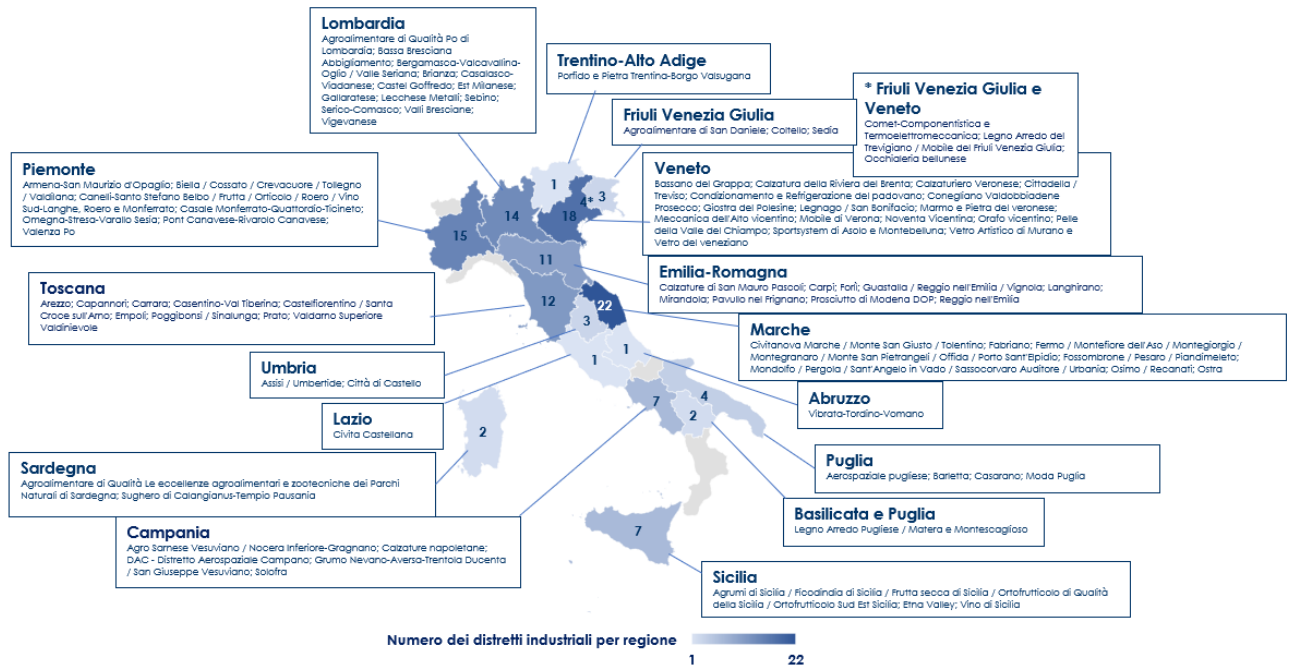 Lombardia
Agroalimentare di Qualità Po di
Lombardia; Bassa Bresciana
Abbigliamento; Bergamasca-Valcavallina-
Oglio / Valle Seriana; Brianza; Casalasco-
Viadanese; Castel Goffredo; Est Milanese;
Gallaratese; Lecchese Metalli; Sebino;
Serico-Comasco; Valli Bresciane;
Vigevanese
Trentino-Alto Adige
Porfido e Pietra Trentina-Borgo Valsugana
Friuli Venezia Giulia
Agroalimentare di San Daniele; Coltello; Sedia
* Friuli Venezia Giulia e
Veneto
Comet-Componentistica e
Termoelettromeccanica; Legno Arredo del
Trevigiano / Mobile del Friuli Venezia Giulia;
Occhialeria bellunese
Piemonte
Armena-San Maurizio d'Opaglio; Biella / Cossato / Crevacuore / Tollegno
/ Valdilana; Canelli-Santo Stefano Belbo / Frutta / Orticolo / Roero / Vino
Sud-Langhe, Roero e Monferrato; Casale Monferrato-Quattordio-Ticineto;
Omegna-Stresa-Varallo Sesia; Pont Canavese-Rivarolo Canavese;
Valenza Po
Veneto
Bassano del Grappa; Calzatura della Riviera del Brenta; Calzaturiero Veronese; Cittadella /
Treviso; Condizionamento e Refrigerazione del padovano; Conegliano Valdobbiadene
Prosecco; Giostra del Polesine; Legnago / San Bonifacio; Marmo e Pietra del veronese;
Meccanica dell'Alto vicentino; Mobile di Verona; Noventa Vicentina; Orafo vicentino; Pelle
della Valle del Chiampo; Sportsystem di Asolo e Montebelluna; Vetro Artistico di Murano e
Vetro del veneziano
1
3
4*
14
18
15
11
Toscana
Arezzo; Capannori; Carrara; Casentino-Val Tiberina; Castelfiorentino / Santa
Croce sull'Arno; Empoli; Poggibonsi / Sinalunga; Prato; Valdarno Superiore
Valdinievole
Emilia-Romagna
Calzature di San Mauro Pascoli; Carpi; Forlì; Guastalla / Reggio nell'Emilia / Vignola; Langhirano;
Mirandola; Pavullo nel Frignano; Prosciutto di Modena DOP; Reggio nell'Emilia
12
22
3
Marche
Civitanova Marche / Monte San Giusto / Tolentino; Fabriano; Fermo / Montefiore dell'Aso / Montegiorgio /
Montegranaro / Monte San Pietrangeli / Offida / Porto Sant'Epidio; Fossombrone / Pesaro / Piandimeleto;
Mondolfo / Pergola / Sant'Angelo in Vado / Sassocorvaro Auditore / Urbania; Osimo / Recanati; Ostra
Umbria
Assisi / Umbertide; Città di Castello
1
1
Lazio
Civita Castellana
Abruzzo
Vibrata-Tordino-Vomano
7
4
2
2
Sardegna
Agroalimentare di Qualità Le eccellenze agroalimentari e zootecniche dei Parchi
Naturali di Sardegna; Sughero di Calangianus-Tempio Pausania
Puglia
Aerospaziale pugliese; Barletta; Casarano; Moda Puglia
Basilicata e Puglia
Legno Arredo Pugliese / Matera e Montescaglioso
Campania
Agro Sarnese Vesuviano / Nocera Inferiore-Gragnano; Calzature napoletane;
DAC - Distretto Aerospaziale Campano; Grumo Nevano-Aversa-Trentola Ducenta
/ San Giuseppe Vesuviano; Solofra
7
Sicilia
Agrumi di Sicilia / Ficodindia di Sicilia / Frutta secca di Sicilia / Ortofrutticolo di Qualità
della Sicilia / Ortofrutticolo Sud Est Sicilia; Etna Valley; Vino di Sicilia
Numero dei distretti industriali per regione
1
22